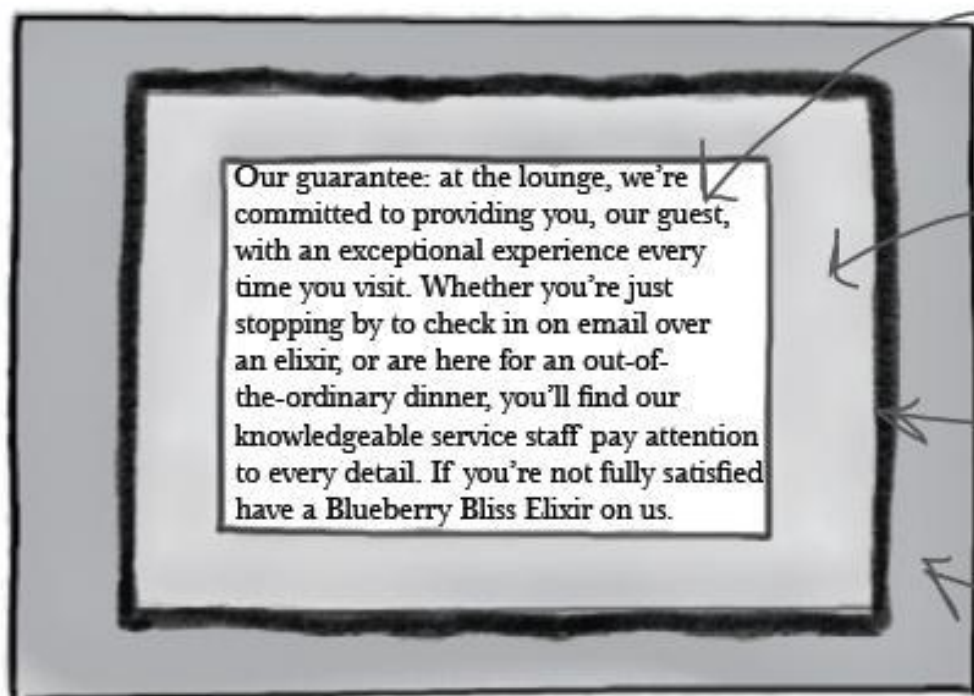 Our guarantee: at the lounge, we’re
committed to providing you, our guest,
with an exceptional experience every
time you visit. Whether you’re just
stopping by to check in on email over
an elixir, or are here for an out-of-
the-ordinary dinner, you’ll find our
knowledgeable service staff pay attention
to every detail. If you’re not fully satisfied
have a Blueberry Bliss Elixir on us.